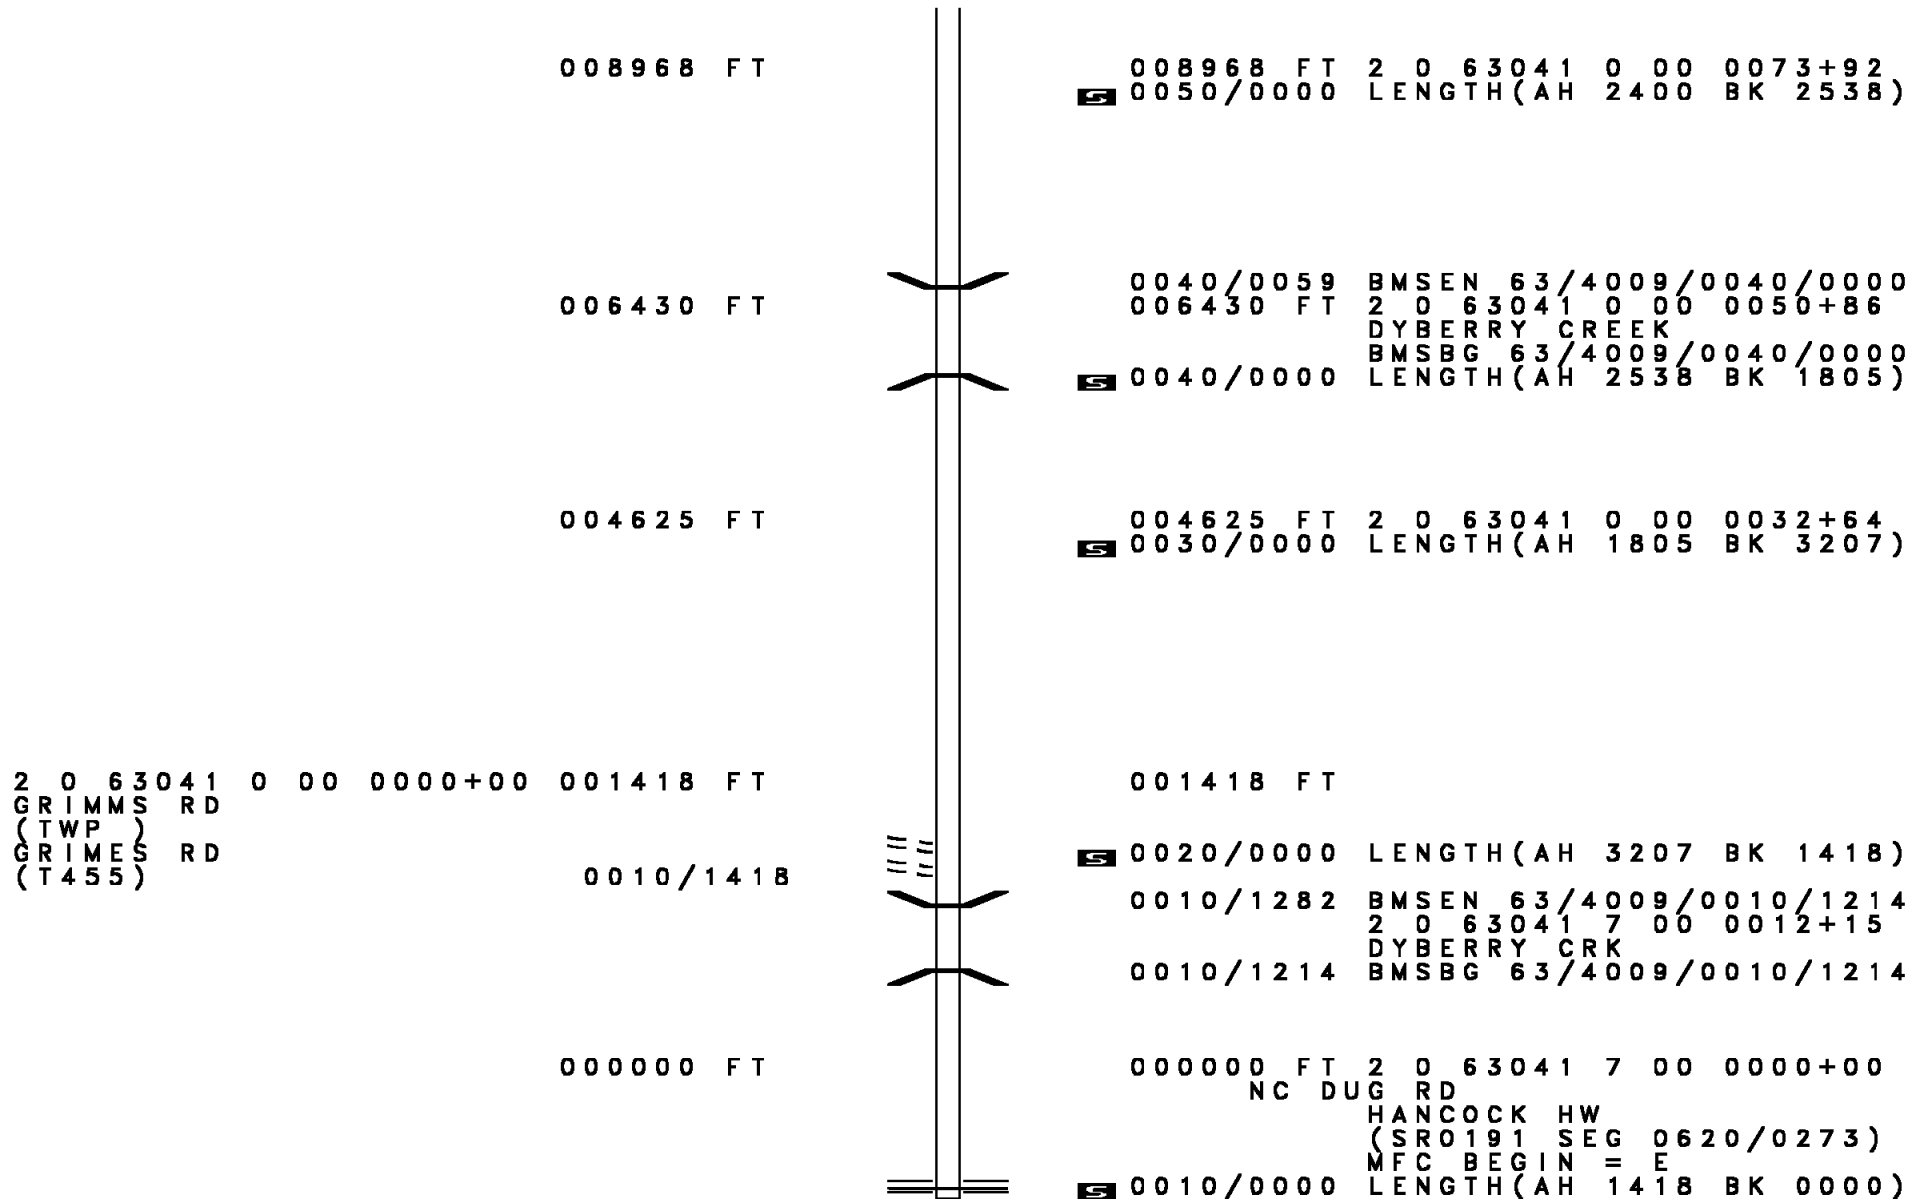 008968 FT 008968 FT 2 0 63041 0 00 0073+92
S 0050/0000 LENGTH(AH 2400 BK 2538)
0040/0059 BMSEN 63/4009/0040/0000
006430 FT 006430 FT 2 0 63041 0 00 0050+86
DYBERRY CREEK
BMSBG 63/4009/0040/0000
S 0040/0000 LENGTH(AH 2538 BK 1805)
004625 FT 004625 FT 2 0 63041 0 00 0032+64
S 0030/0000 LENGTH(AH 1805 BK 3207)
2 0 63041 0 00 0000+00 001418 FT 001418 FT
GRIMMS RD
(TWP )
GRIMES RD S 0020/0000 LENGTH(AH 3207 BK 1418)
(T455) 0010/1418
0010/1282 BMSEN 63/4009/0010/1214
2 0 63041 7 00 0012+15
DYBERRY CRK
0010/1214 BMSBG 63/4009/0010/1214
000000 FT 000000 FT 2 0 63041 7 00 0000+00
NC DUG RD
HANCOCK HW
(SR0191 SEG 0620/0273)
MFC BEGIN = E
S 0010/0000 LENGTH(AH 1418 BK 0000)